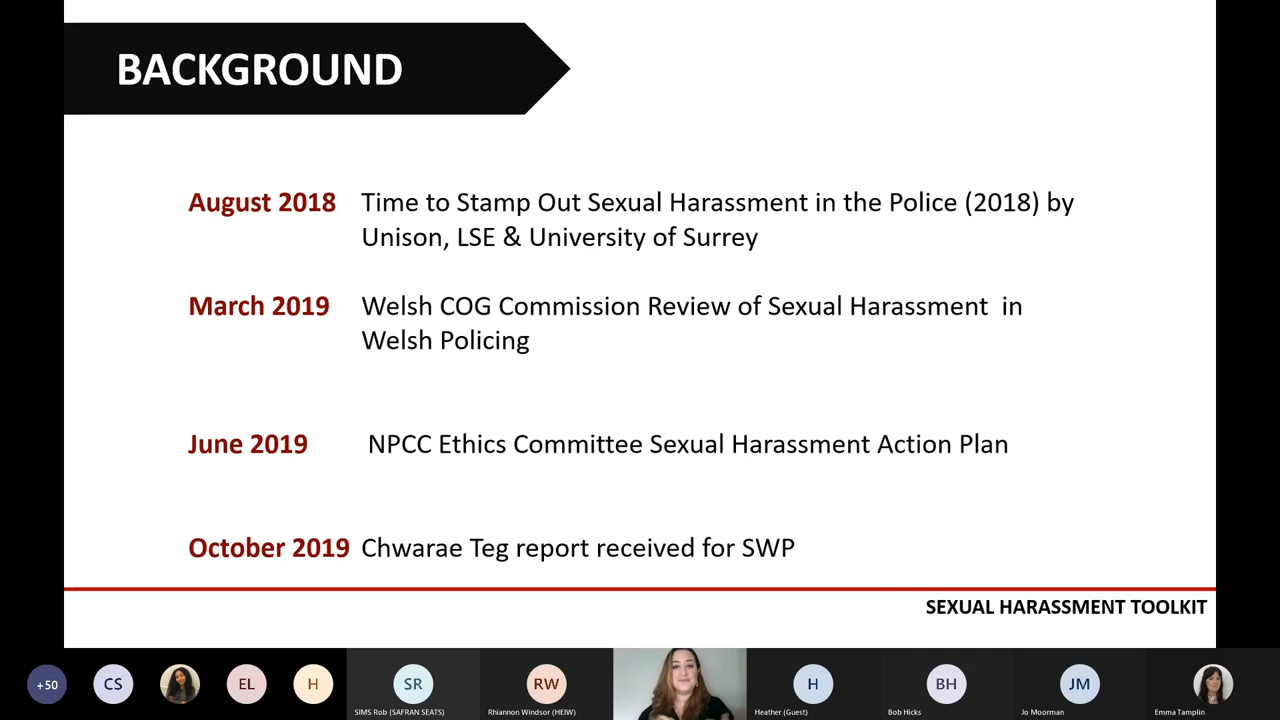 BACKGROUND
August 2018 Time to Stamp Out Sexual Harassment in the Police (2018) by
Unison, LSE & University of Surrey
March 2019 Welsh COG Commission Review of Sexual Harassment in
Welsh Policing
June 2019 NPCC Ethics Committee Sexual Harassment Action Plan
October 2019 Chwarae Teg report received for SWP
SEXUAL HARASSMENT TOOLKIT
+50 CS EL H SR RW H BH JM
SIMS Rob (SAFRAN SEATS) Rhiannon Windsor (HEIW) Heather (Guest) Bob Hicks Jo Moorman Emma Tamplin